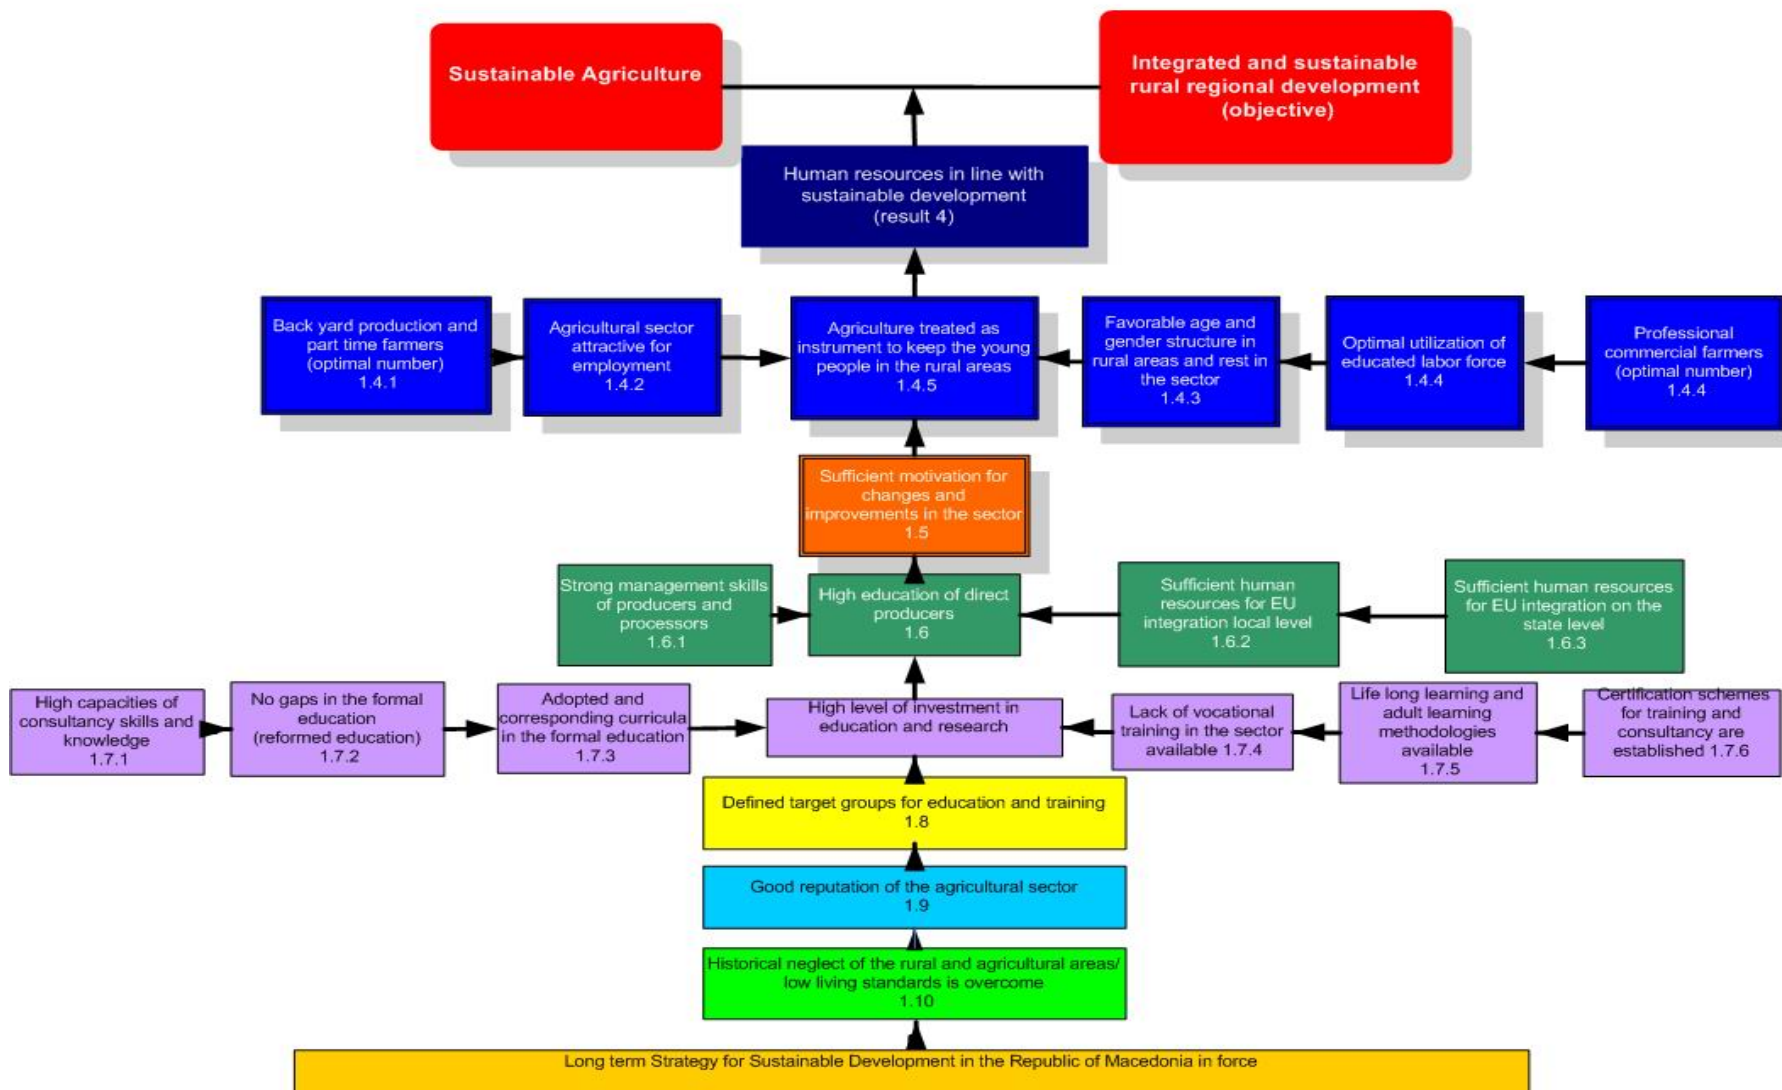 Sustainable Agriculture
Integrated and sustainable
rural regional development
(objective)
Human resources in line with
sustainable development
(result 4)
Back yard production and
part time farmers
(optimal number)
1.4.1
Agricultural sector
attractive for
employment
1.4.2
Agriculture treated as
instrument to keep the young
people in the rural areas
1.4.5
Favorable age and
gender structure in
rural areas and rest in
the sector
1.4.3
Optimal utilization of
educated labor force
1.4.4
Professional
commercial farmers
(optimal number)
1.4.4
Sufficient motivation for
changes and
improvements in the sector
1.5
Strong management skills
of producers and
processors
1.6.1
High education of direct
producers
1.6
Sufficient human
resources for EU
integration local level
1.6.2
Sufficient human resources
for EU integration on the
state level
1.6.3
High capacities of
consultancy skills and
knowledge
1.7.1
No gaps in the formal
education
(reformed education)
1.7.2
Adopted and
corresponding curricula
in the formal education
1.7.3
High level of investment in
education and research
Lack of vocational
training in the sector
available 1.7.4
Life long learning and
adult learning
methodologies
available
1.7.5
Certification schemes
for training and
consultancy are
established 1.7.6
Defined target groups for education and training
1.8
Good reputation of the agricultural sector
1.9
Historical neglect of the rural and agricultural areas/
low living standards is overcome
1.10
Long term Strategy for Sustainable Development in the Republic of Macedonia in force